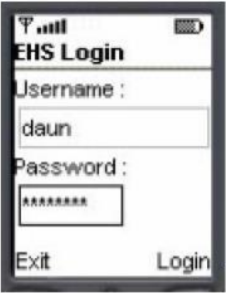 EHS Login
Username :
daun
Password :
********
Exit Login